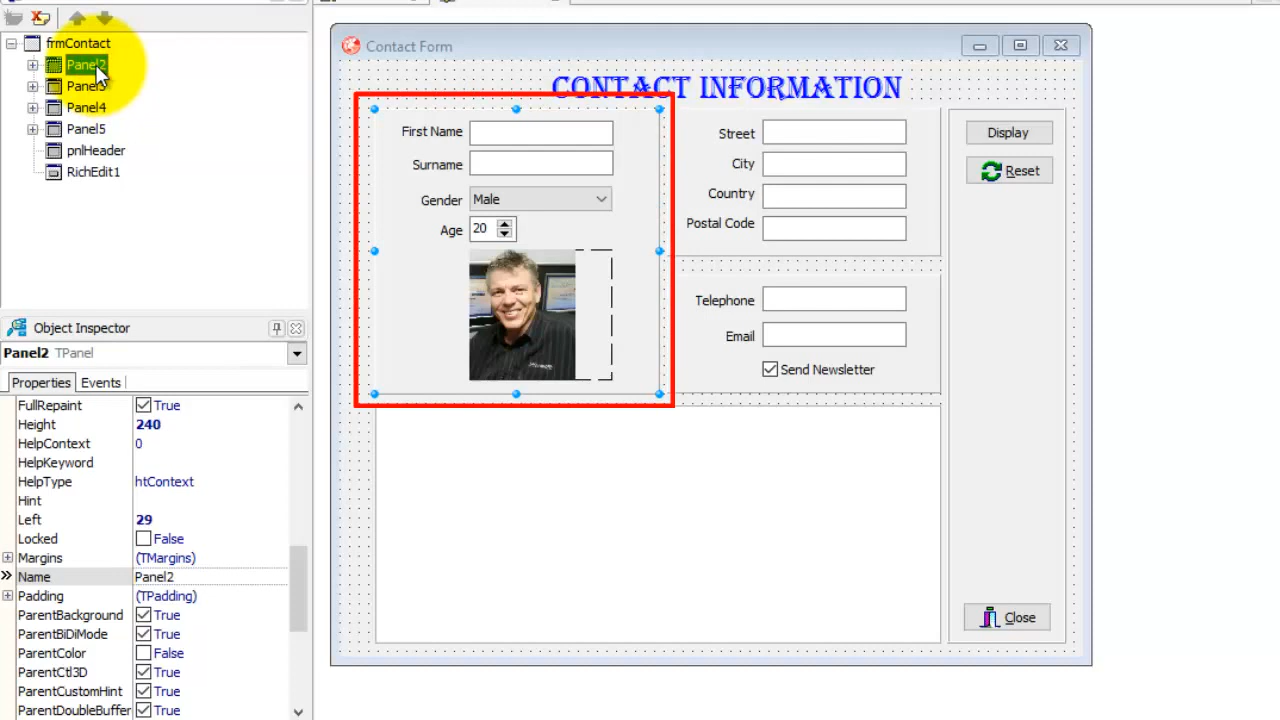 frmContact
Panel2
Panel3
Panel4
Panel5
pnlHeader
RichEdit1
Object Inspector
Panel2 TPanel
Properties Events
FullRepaint True
Height 240
HelpContext 0
HelpKeyword
HelpType htContext
Hint
Left 29
Locked False
Margins (TMargins)
Name Panel2
Padding (TPadding)
ParentBackground True
ParentBiDiMode True
ParentColor False
ParentCtl3D True
ParentCustomHint True
ParentDoubleBuffer True
Contact Form
CONTACT INFORMATION
First Name
Surname
Gender Male
Age 20
Street
City
Country
Postal Code
Telephone
Email
Send Newsletter
Display
Reset
Close